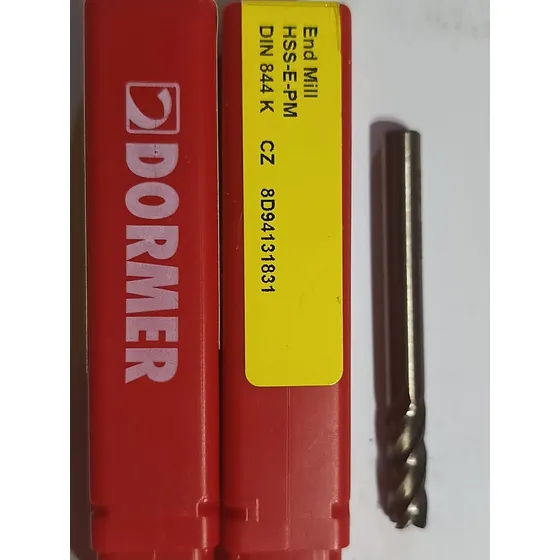 DORMER
End Mill
HSS-E-PM
DIN 844 K CZ 8D94131831